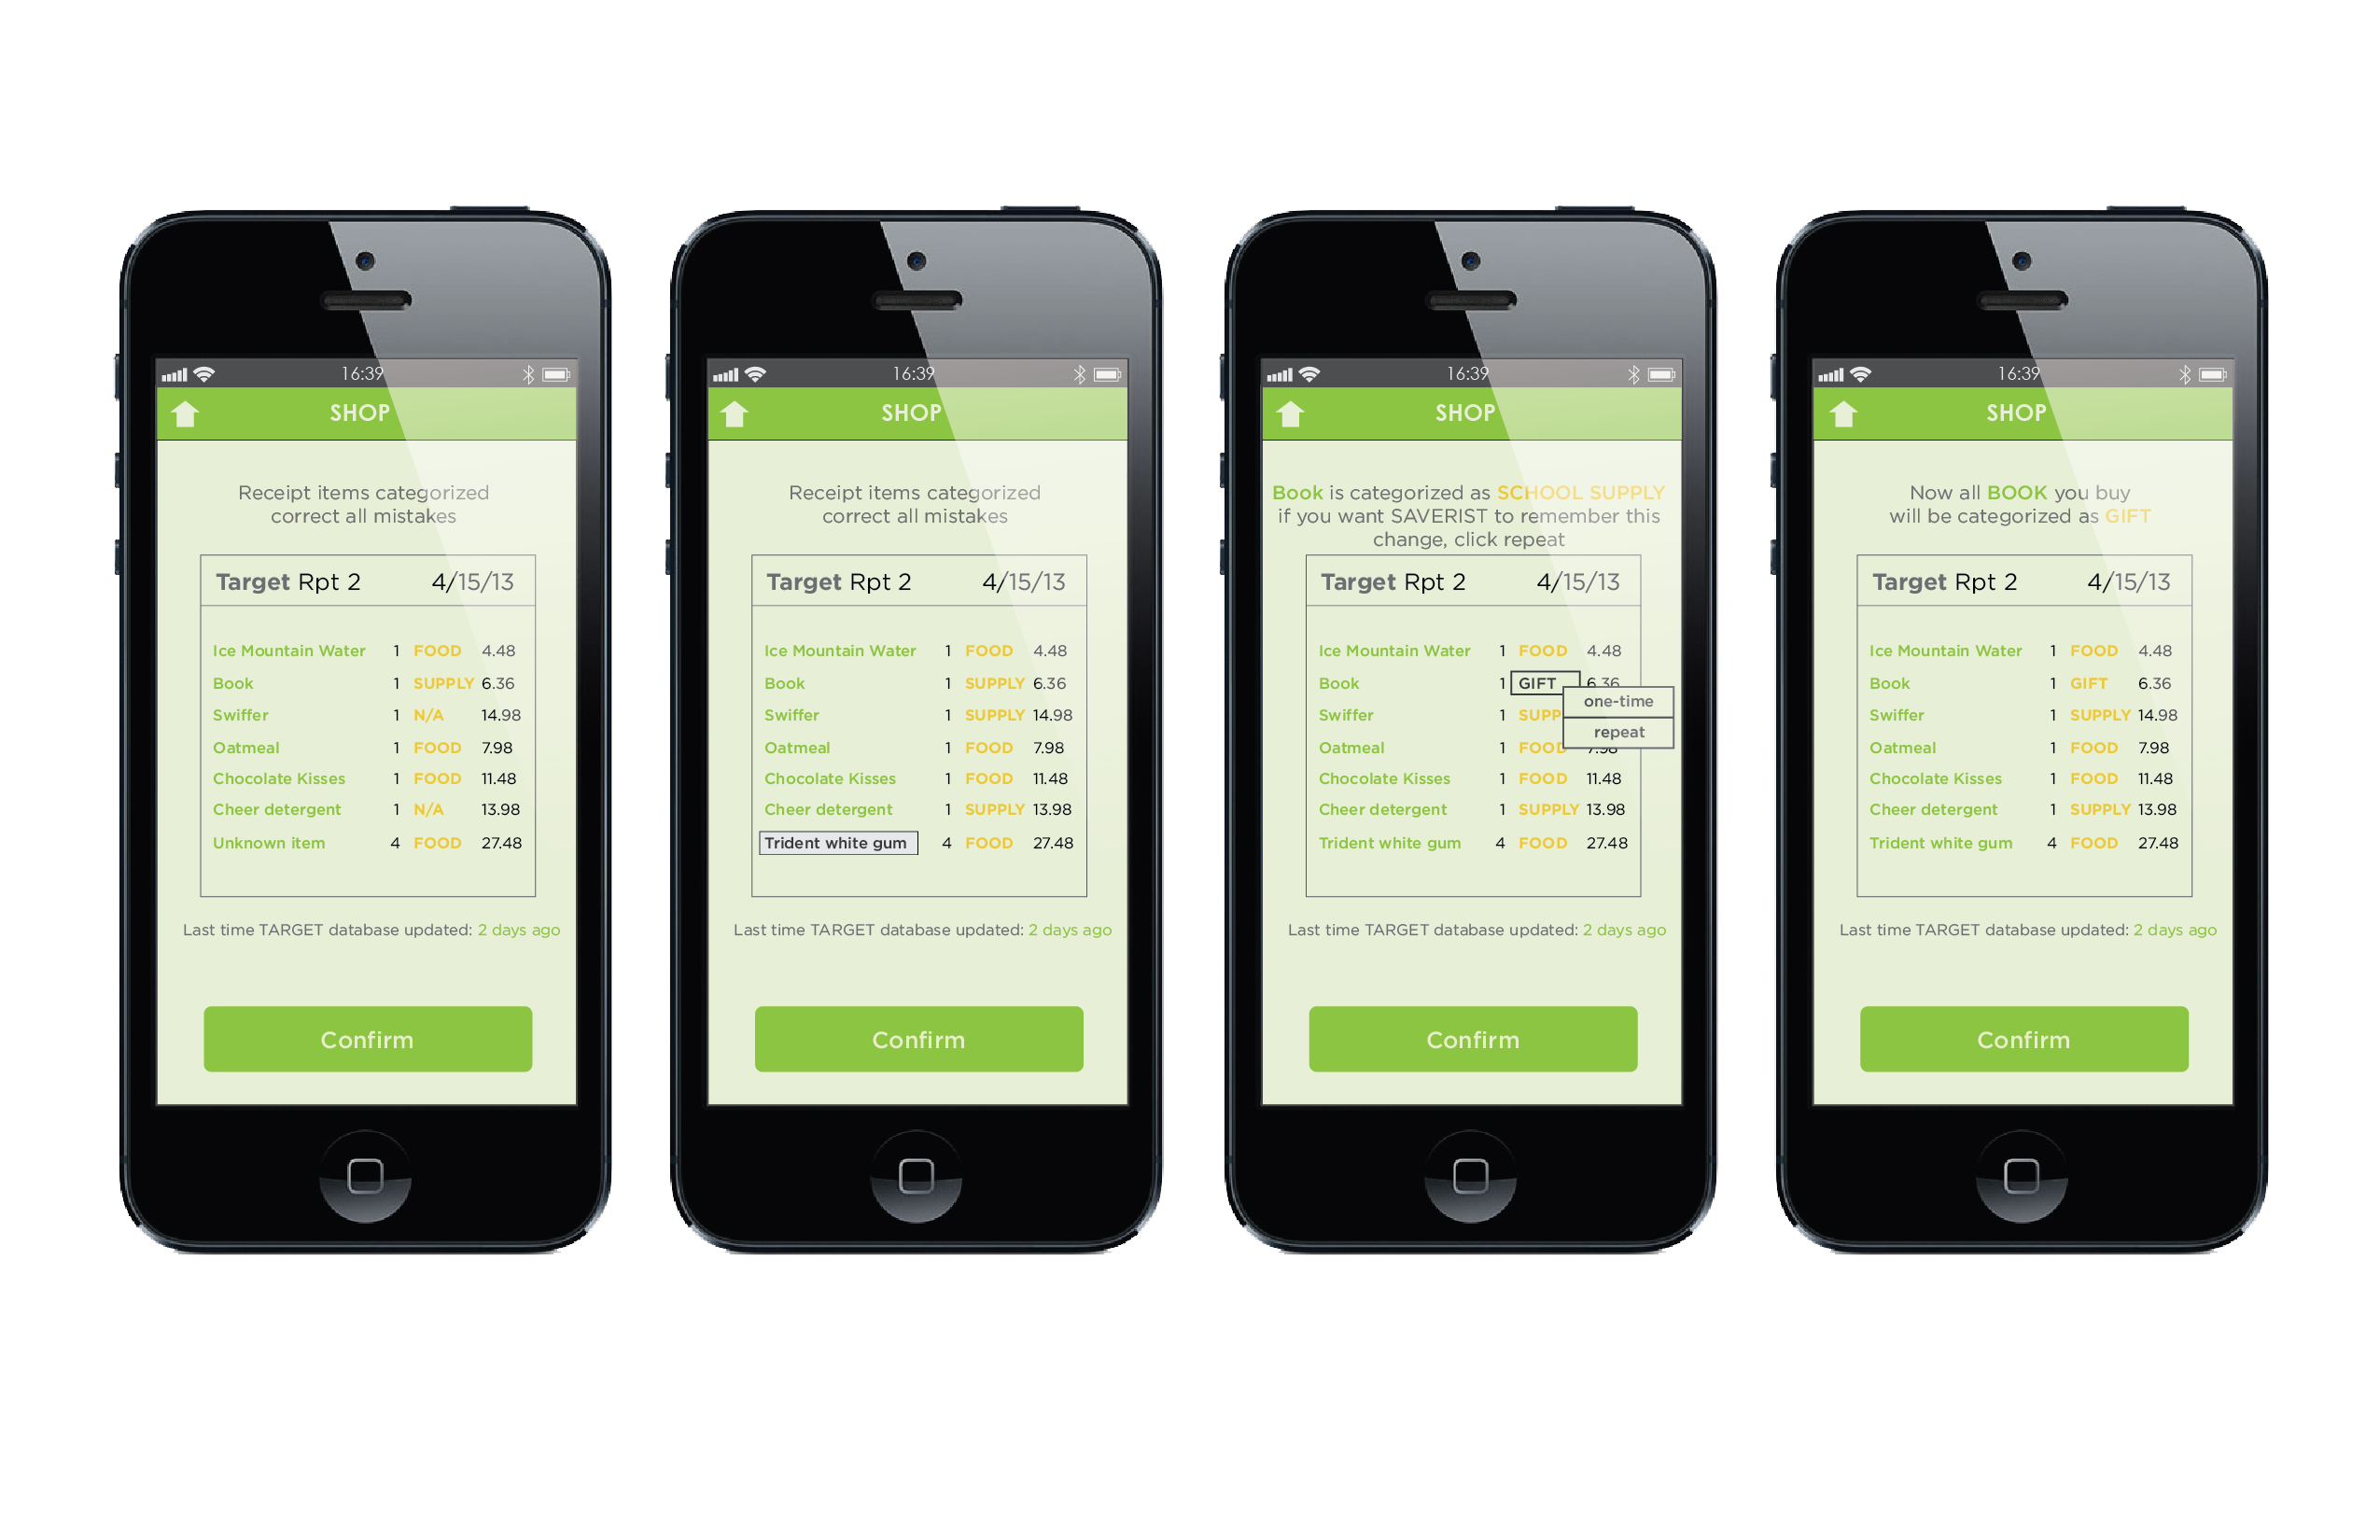 16:39
SHOP
Receipt items categorized
correct all mistakes
Target Rpt 2 4/15/13
Ice Mountain Water 1 FOOD 4.48
Book 1 SUPPLY 6.36
Swiffer 1 N/A 14.98
Oatmeal 1 FOOD 7.98
Chocolate Kisses 1 FOOD 11.48
Cheer detergent 1 N/A 13.98
Unknown item 4 FOOD 27.48
Last time TARGET database updated: 2 days ago
Confirm
16:39
SHOP
Receipt items categorized
correct all mistakes
Target Rpt 2 4/15/13
Ice Mountain Water 1 FOOD 4.48
Book 1 SUPPLY 6.36
Swiffer 1 SUPPLY 14.98
Oatmeal 1 FOOD 7.98
Chocolate Kisses 1 FOOD 11.48
Cheer detergent 1 SUPPLY 13.98
Trident white gum 4 FOOD 27.48
Last time TARGET database updated: 2 days ago
Confirm
16:39
SHOP
Book is categorized as SCHOOL SUPPLY
if you want SAVERIST to remember this
change, click repeat
Target Rpt 2 4/15/13
Ice Mountain Water 1 FOOD 4.48
Book 1 GIFT 6.36
one-time
Swiffer 1 SUPP
repeat
Oatmeal 1 FOOD 7.98
Chocolate Kisses 1 FOOD 11.48
Cheer detergent 1 SUPPLY 13.98
Trident white gum 4 FOOD 27.48
Last time TARGET database updated: 2 days ago
Confirm
16:39
SHOP
Now all BOOK you buy
will be categorized as GIFT
Target Rpt 2 4/15/13
Ice Mountain Water 1 FOOD 4.48
Book 1 GIFT 6.36
Swiffer 1 SUPPLY 14.98
Oatmeal 1 FOOD 7.98
Chocolate Kisses 1 FOOD 11.48
Cheer detergent 1 SUPPLY 13.98
Trident white gum 4 FOOD 27.48
Last time TARGET database updated: 2 days ago
Confirm